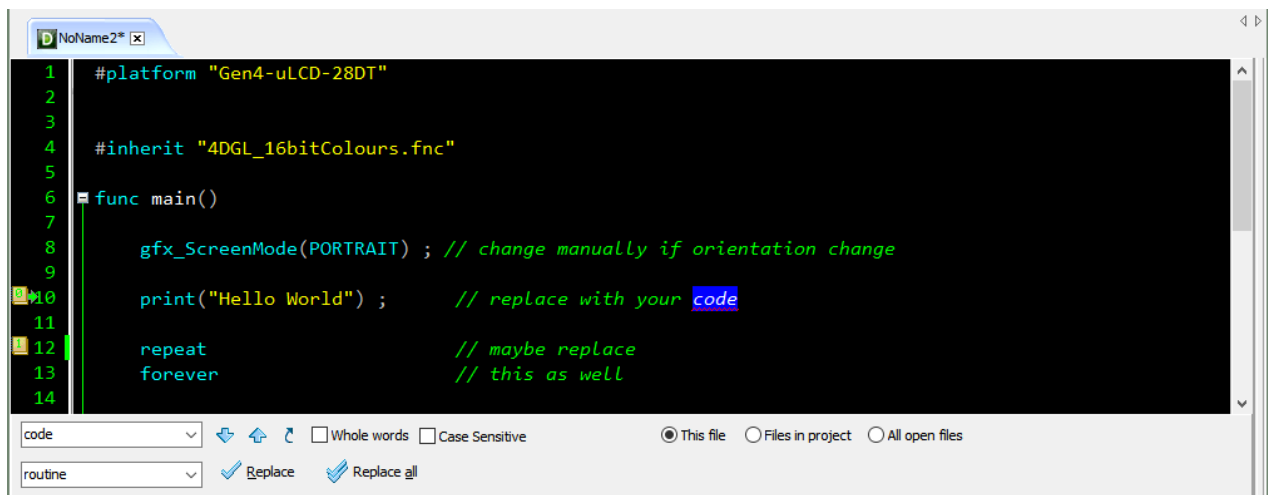 NoName2*
1 #platform "Gen4-uLCD-28DT"
2
3
4 #inherit "4DGL_16bitColours.fnc"
5
6 func main()
7
8 gfx_ScreenMode(PORTRAIT) ; // change manually if orientation change
9
0 10 print("Hello World") ; // replace with your code
11
1 12 repeat // maybe replace
13 forever // this as well
14
code Whole words Case Sensitive This file Files in project All open files
routine Replace Replace all